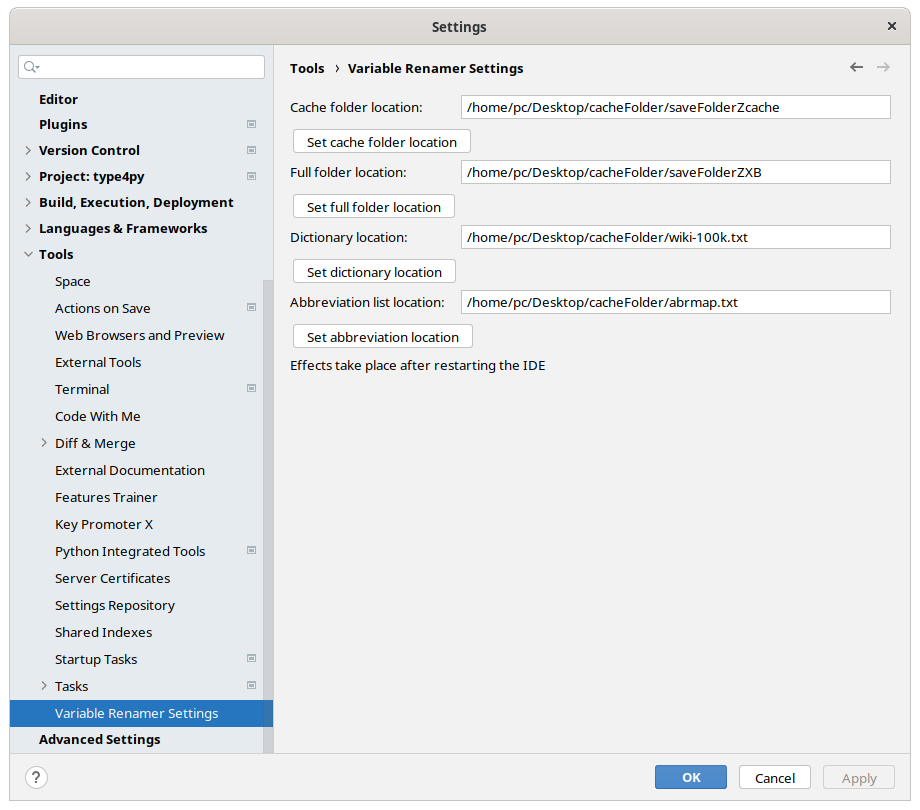 Settings
Tools › Variable Renamer Settings
Editor
Plugins
Version Control
Project: type4py
Build, Execution, Deployment
Languages & Frameworks
Tools
Space
Actions on Save
Web Browsers and Preview
External Tools
Terminal
Code With Me
Diff & Merge
External Documentation
Features Trainer
Key Promoter X
Python Integrated Tools
Server Certificates
Settings Repository
Shared Indexes
Startup Tasks
Tasks
Variable Renamer Settings
Advanced Settings
Cache folder location: /home/pc/Desktop/cacheFolder/saveFolderZcache
Set cache folder location
Full folder location: /home/pc/Desktop/cacheFolder/saveFolderZXB
Set full folder location
Dictionary location: /home/pc/Desktop/cacheFolder/wiki-100k.txt
Set dictionary location
Abbreviation list location: /home/pc/Desktop/cacheFolder/abrmap.txt
Set abbreviation location
Effects take place after restarting the IDE
? OK Cancel Apply